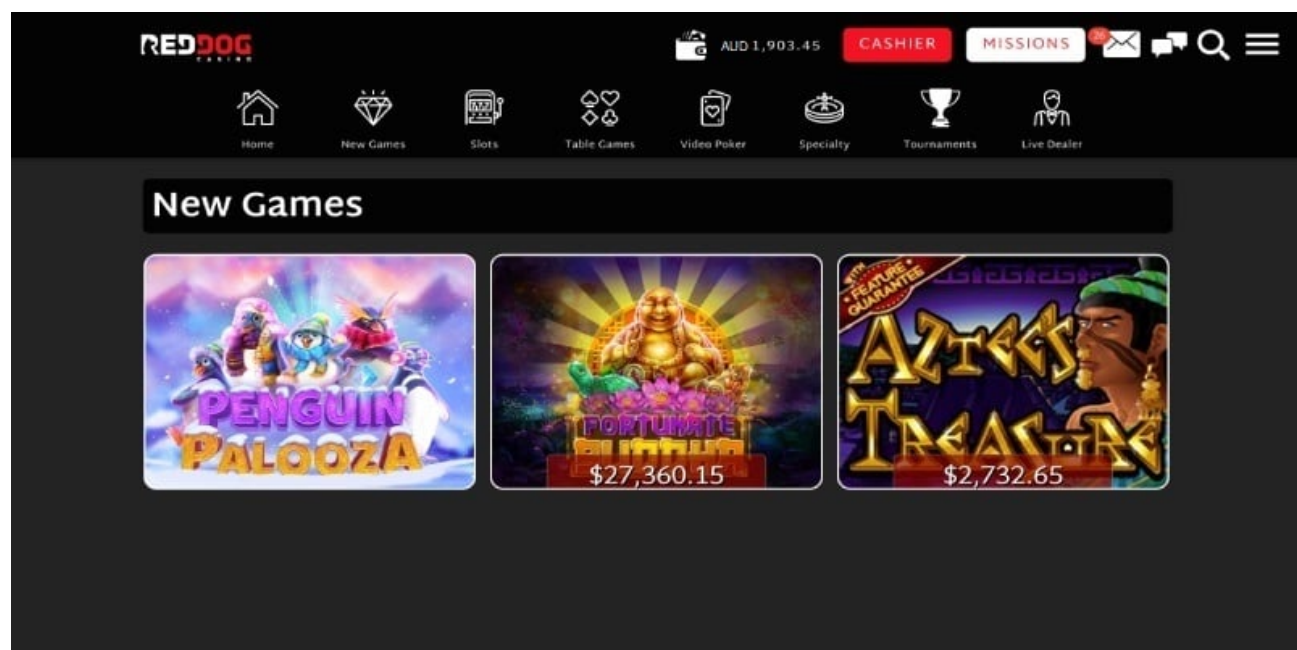 REDDOG
CASINO
AUD 1,903.45
CASHIER
MISSIONS
26
Home
New Games
Slots
Table Games
Video Poker
Specialty
Tournaments
Live Dealer
New Games
PENGUIN
PALOOZA
FORTUNATE
BUDDHA
$27,360.15
WITH
FEATURE
GUARANTEE
AZTEC'S
TREASURE
$2,732.65